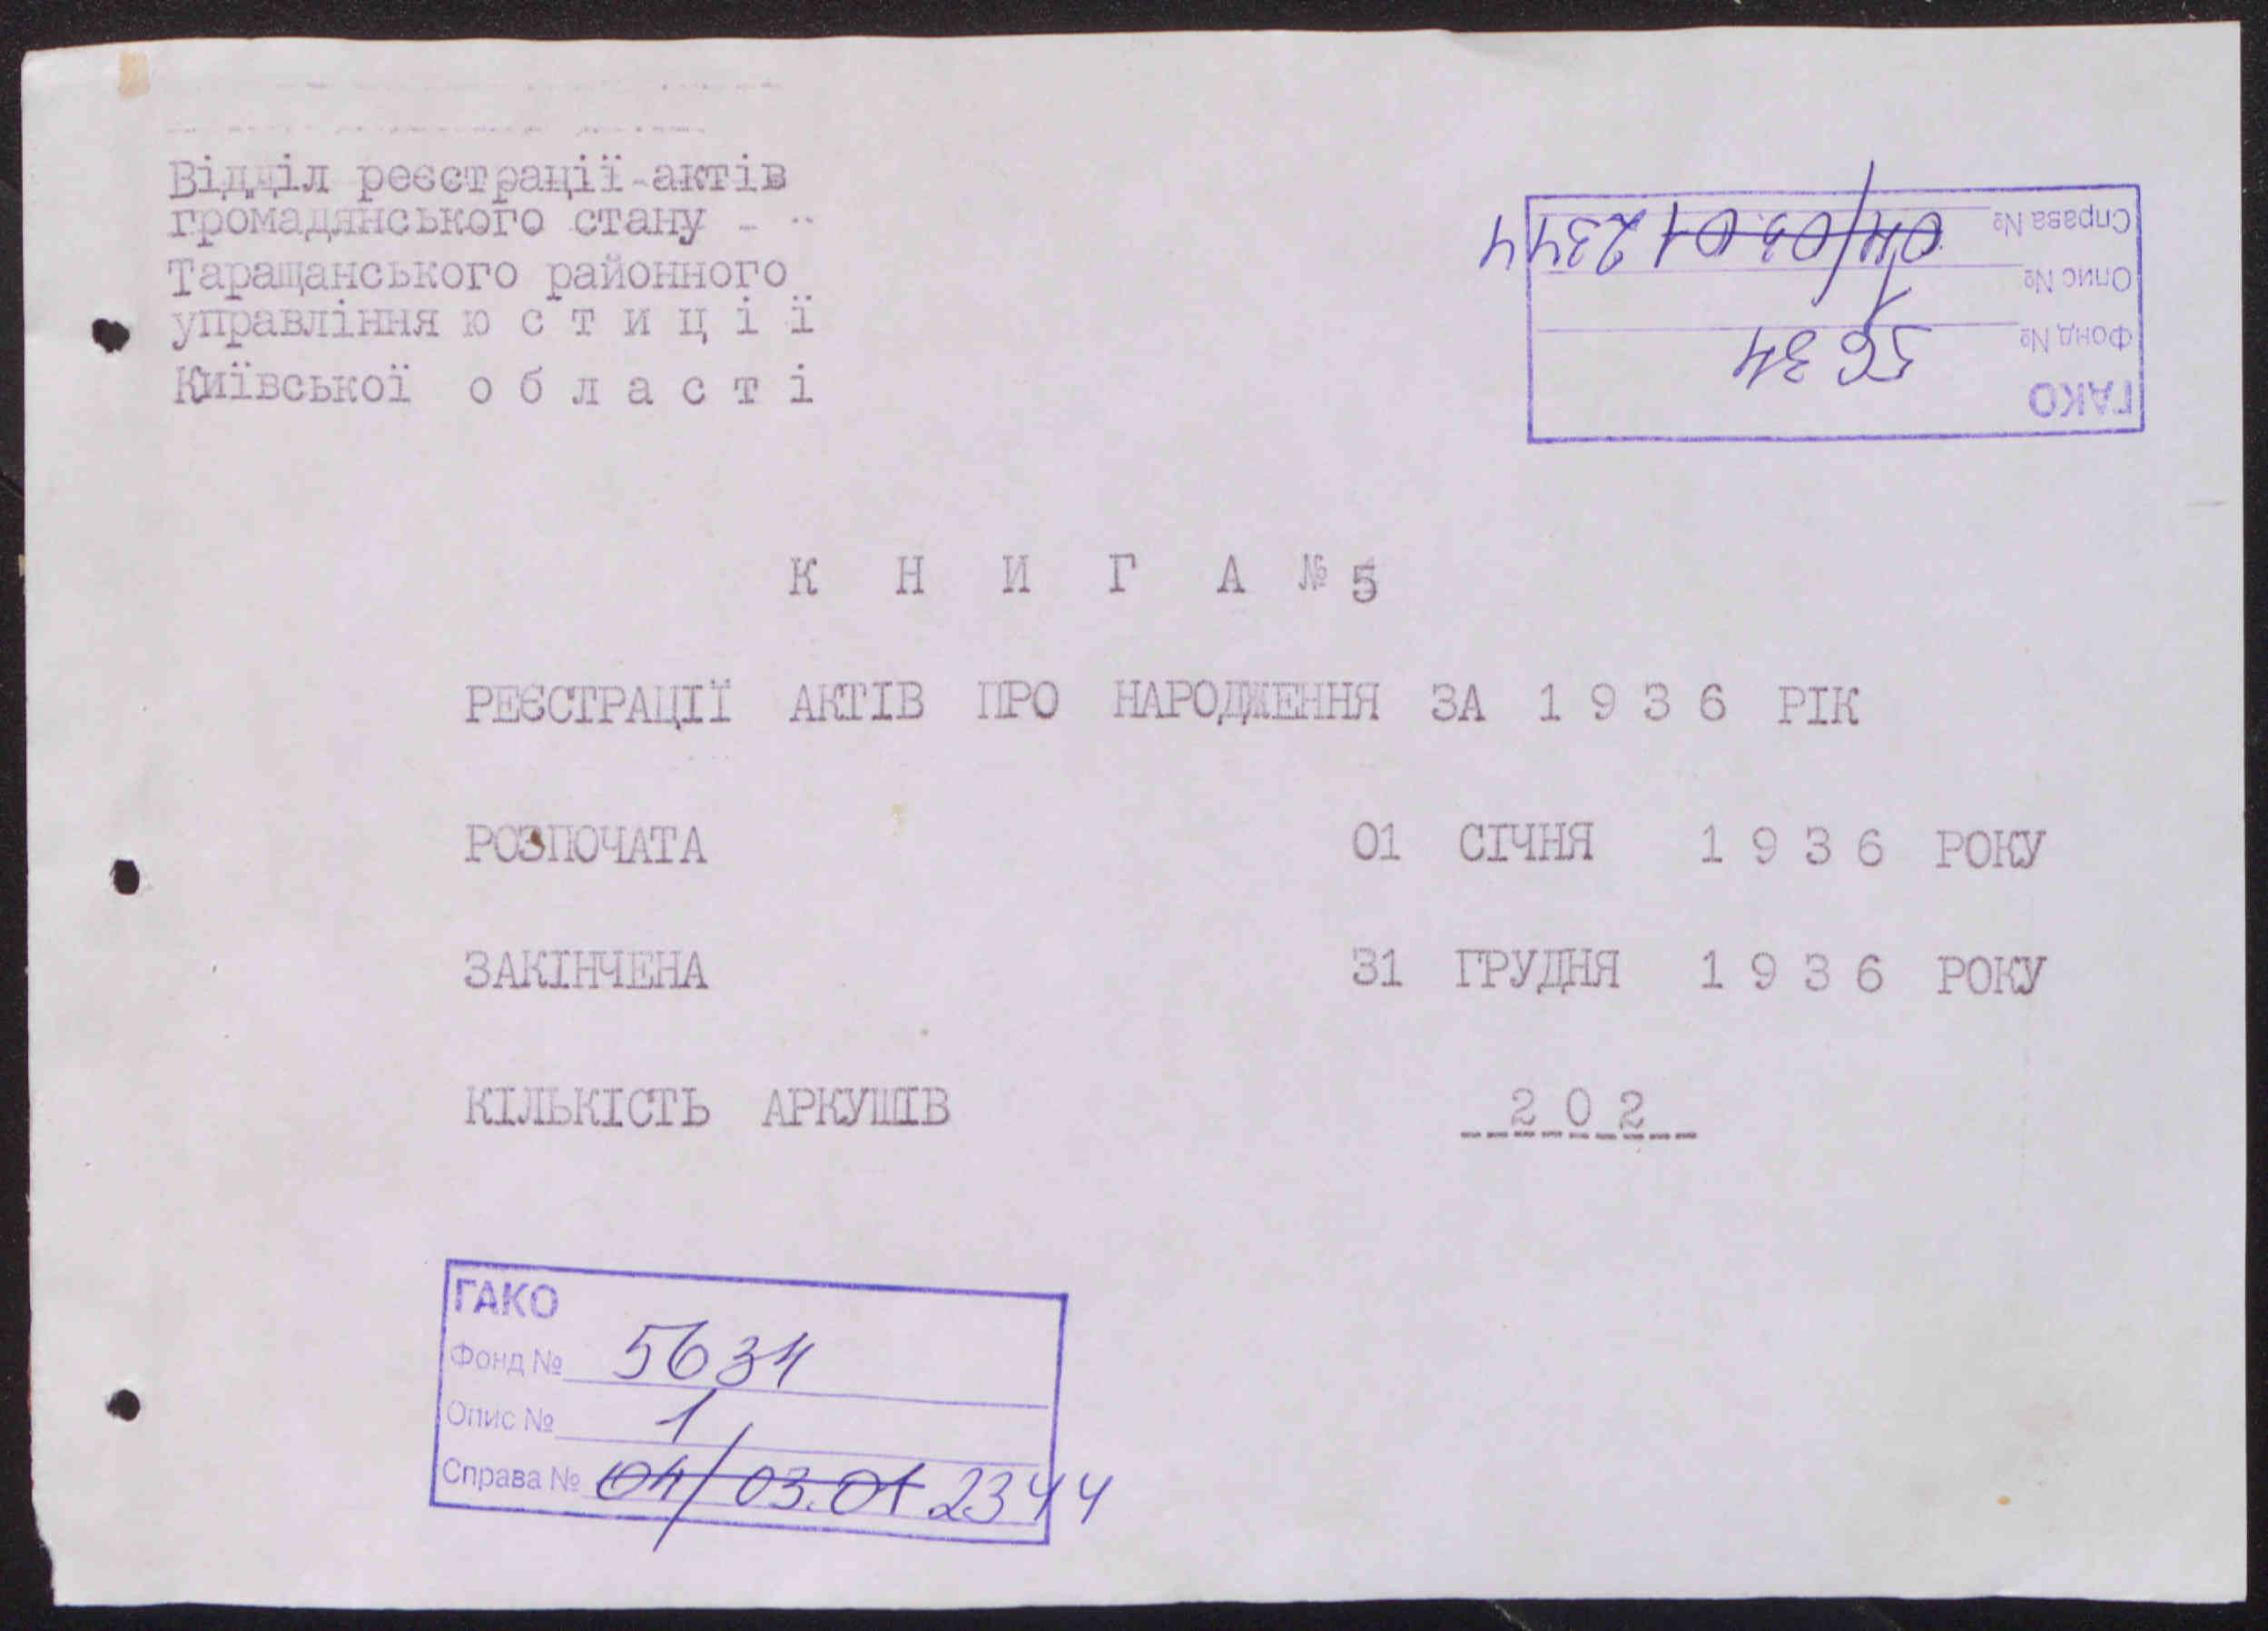 Відділ реєстрації актів
громадянського стану
Таращанського районного
управління ю с т и ц і ї
Київської о б л а с т і
Справа № 04/03.01 2344
Опис № 1
Фонд № 5634
ГАКО
К Н И Г А № 5
РЕЄСТРАЦІЇ АКТІВ ПРО НАРОДЖЕННЯ ЗА 1 9 3 6 РІК
РОЗПОЧАТА 01 СІЧНЯ 1 9 3 6 РОКУ
ЗАКІНЧЕНА 31 ГРУДНЯ 1 9 3 6 РОКУ
КІЛЬКІСТЬ АРКУШІВ 2 0 2
ГАКО
Фонд № 5634
Опис № 1
Справа № 04/03.01 2344